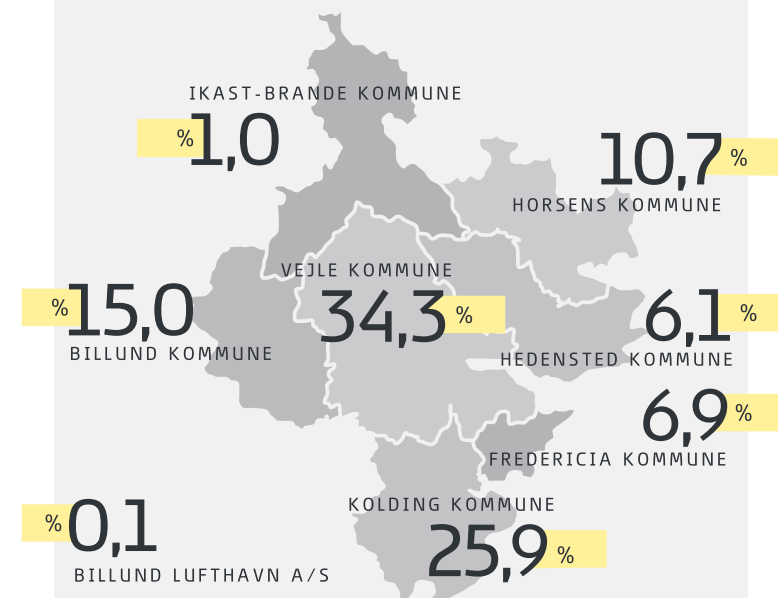 IKAST-BRANDE KOMMUNE
% 1,0
10,7 %
HORSENS KOMMUNE
VEJLE KOMMUNE
34,3 %
% 15,0
BILLUND KOMMUNE
6,1 %
HEDENSTED KOMMUNE
6,9 %
FREDERICIA KOMMUNE
KOLDING KOMMUNE
25,9 %
% 0,1
BILLUND LUFTHAVN A/S